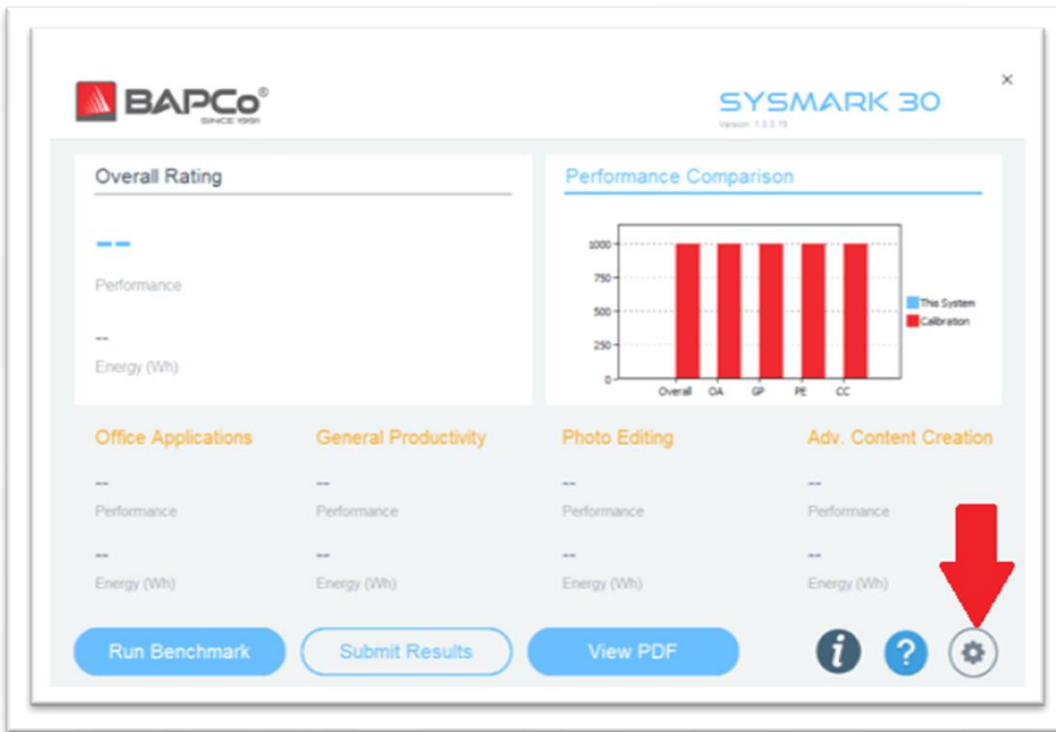 BAPCo®
SINCE 1991
SYSMARK 30
×
Overall Rating
--
Performance
--
Energy (Wh)
Performance Comparison
1000
750
500
250
0
Overall OA GP PE CC
This System
Calibration
Office Applications General Productivity Photo Editing Adv. Content Creation
-- -- -- --
Performance Performance Performance Performance
-- -- -- --
Energy (Wh) Energy (Wh) Energy (Wh) Energy (Wh)
Run Benchmark Submit Results View PDF i ?